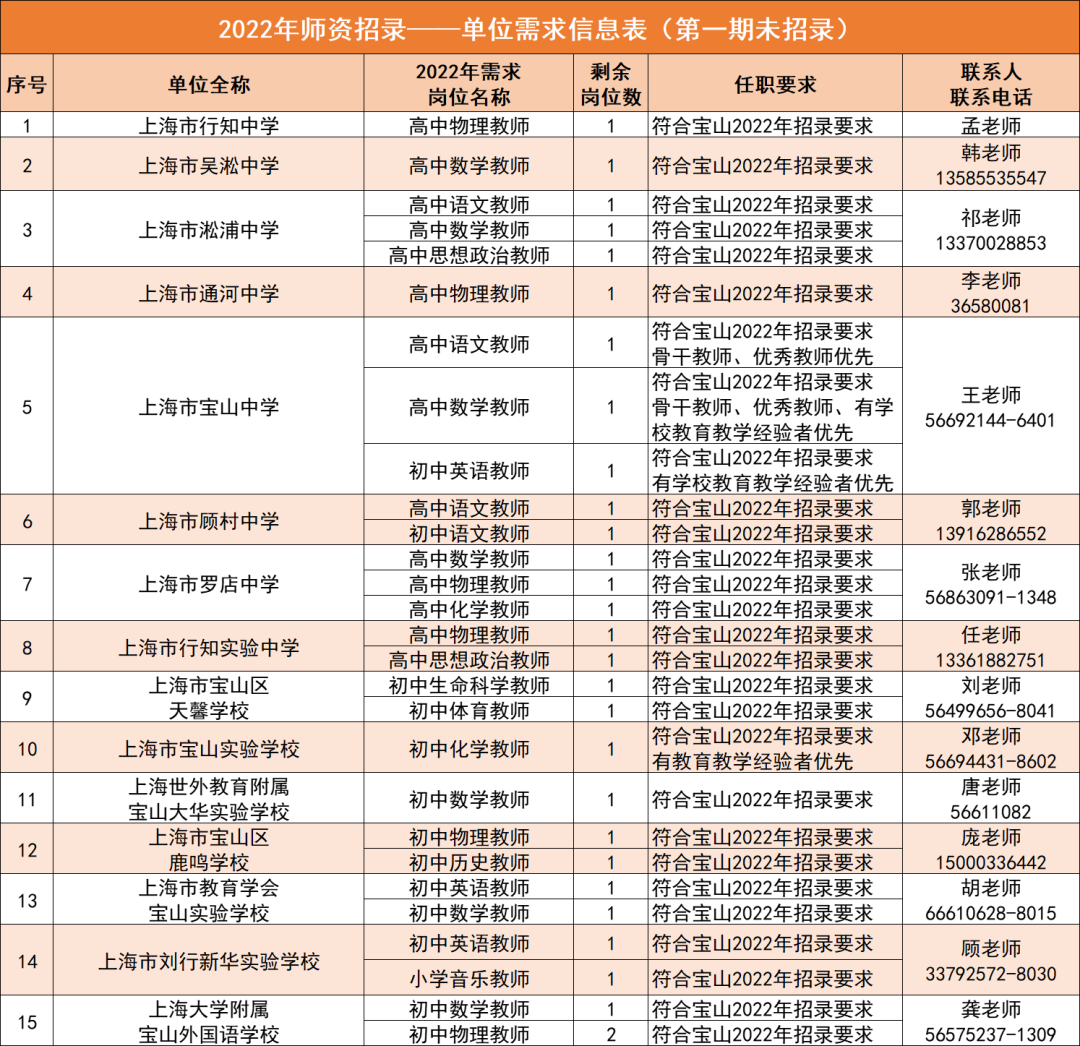 2022年师资招录——单位需求信息表（第一期未招录）
序号 单位全称 2022年需求岗位名称 剩余岗位数 任职要求 联系人联系电话
1 上海市行知中学 高中物理教师 1 符合宝山2022年招录要求 孟老师
2 上海市吴淞中学 高中数学教师 1 符合宝山2022年招录要求 韩老师 13585535547
3 上海市淞浦中学 高中语文教师 1 符合宝山2022年招录要求 祁老师 13370028853
高中数学教师 1 符合宝山2022年招录要求
高中思想政治教师 1 符合宝山2022年招录要求
4 上海市通河中学 高中物理教师 1 符合宝山2022年招录要求 李老师 36580081
5 上海市宝山中学 高中语文教师 1 符合宝山2022年招录要求 骨干教师、优秀教师优先 王老师 56692144-6401
高中数学教师 1 符合宝山2022年招录要求 骨干教师、优秀教师、有学校教育教学经验者优先
初中英语教师 1 符合宝山2022年招录要求 有学校教育教学经验者优先
6 上海市顾村中学 高中语文教师 1 符合宝山2022年招录要求 郭老师 13916286552
初中语文教师 1 符合宝山2022年招录要求
7 上海市罗店中学 高中数学教师 1 符合宝山2022年招录要求 张老师 56863091-1348
高中物理教师 1 符合宝山2022年招录要求
高中化学教师 1 符合宝山2022年招录要求
8 上海市行知实验中学 高中物理教师 1 符合宝山2022年招录要求 任老师 13361882751
高中思想政治教师 1 符合宝山2022年招录要求
9 上海市宝山区天馨学校 初中生命科学教师 1 符合宝山2022年招录要求 刘老师 56499656-8041
初中体育教师 1 符合宝山2022年招录要求
10 上海市宝山实验学校 初中化学教师 1 符合宝山2022年招录要求 有教育教学经验者优先 邓老师 56694431-8602
11 上海世外教育附属宝山大华实验学校 初中数学教师 1 符合宝山2022年招录要求 唐老师 56611082
12 上海市宝山区鹿鸣学校 初中物理教师 1 符合宝山2022年招录要求 庞老师 15000336442
初中历史教师 1 符合宝山2022年招录要求
13 上海市教育学会宝山实验学校 初中英语教师 1 符合宝山2022年招录要求 胡老师 66610628-8015
初中数学教师 1 符合宝山2022年招录要求
14 上海市刘行新华实验学校 初中英语教师 1 符合宝山2022年招录要求 顾老师 33792572-8030
小学音乐教师 1 符合宝山2022年招录要求
15 上海大学附属宝山外国语学校 初中数学教师 1 符合宝山2022年招录要求 龚老师 56575237-1309
初中物理教师 2 符合宝山2022年招录要求